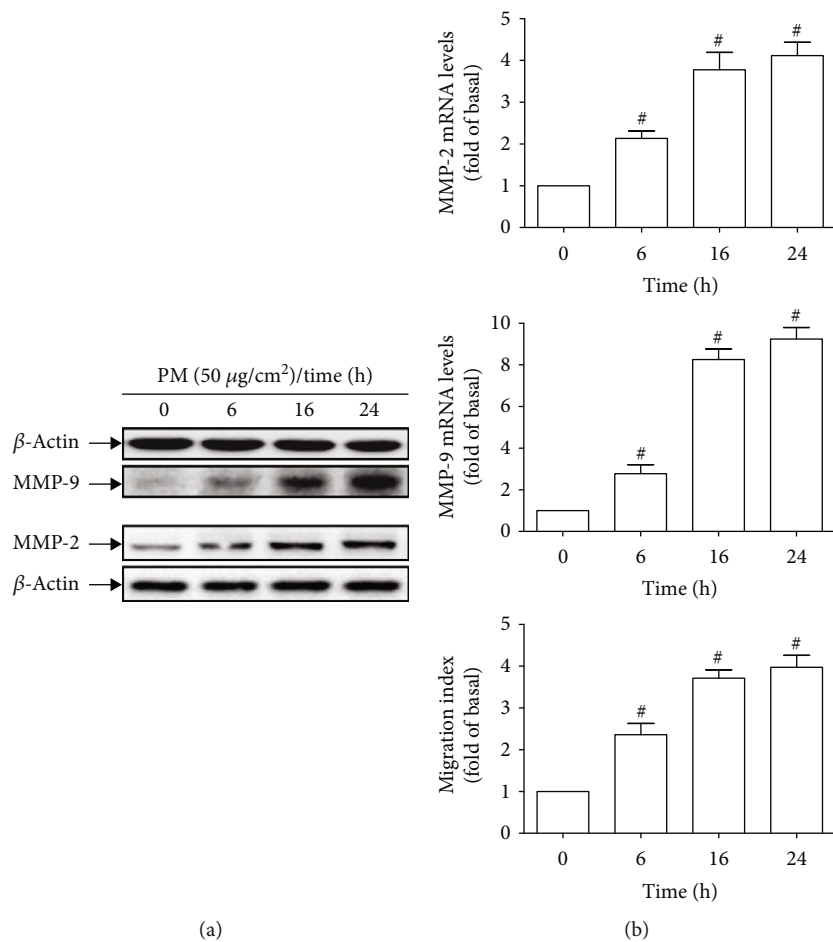 PM (50 μg/cm²)/time (h)
0 6 16 24
β-Actin
MMP-9
MMP-2
β-Actin
(a)
MMP-2 mRNA levels
(fold of basal)
5
4
3
2
1
0
# # #
0 6 16 24
Time (h)
MMP-9 mRNA levels
(fold of basal)
10
8
6
4
2
0
# # #
0 6 16 24
Time (h)
Migration index
(fold of basal)
5
4
3
2
1
0
# # #
0 6 16 24
Time (h)
(b)